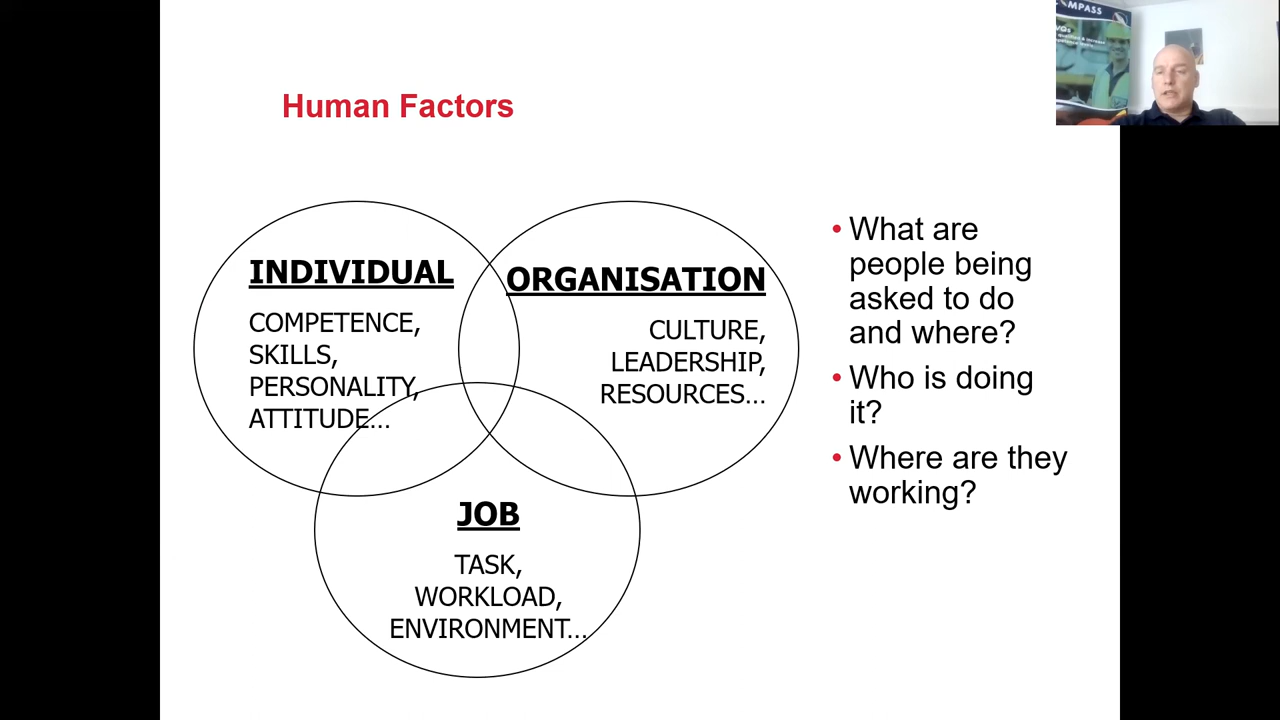 Human Factors
INDIVIDUAL
COMPETENCE,
SKILLS,
PERSONALITY,
ATTITUDE...
ORGANISATION
CULTURE,
LEADERSHIP,
RESOURCES...
JOB
TASK,
WORKLOAD,
ENVIRONMENT...
• What are
people being
asked to do
and where?
• Who is doing
it?
• Where are they
working?
MPASS